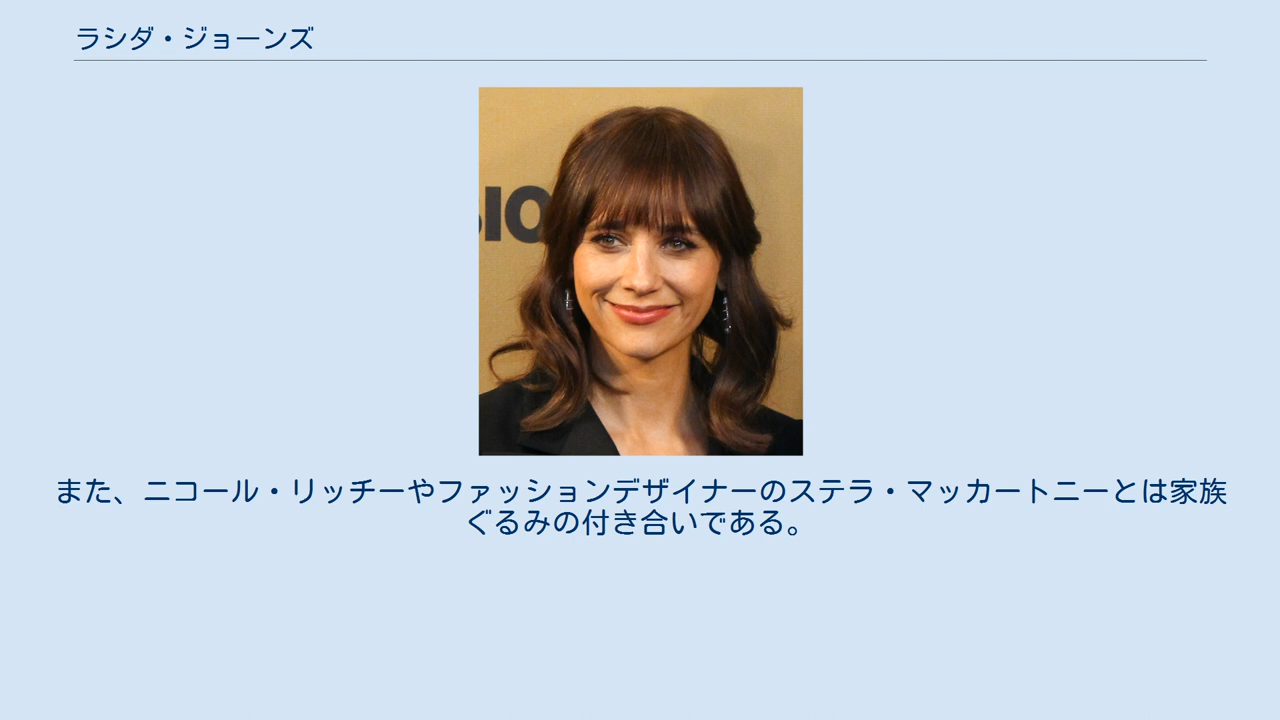 ラシダ・ジョーンズ
SIO
また、ニコール・リッチーやファッションデザイナーのステラ・マッカートニーとは家族
ぐるみの付き合いである。